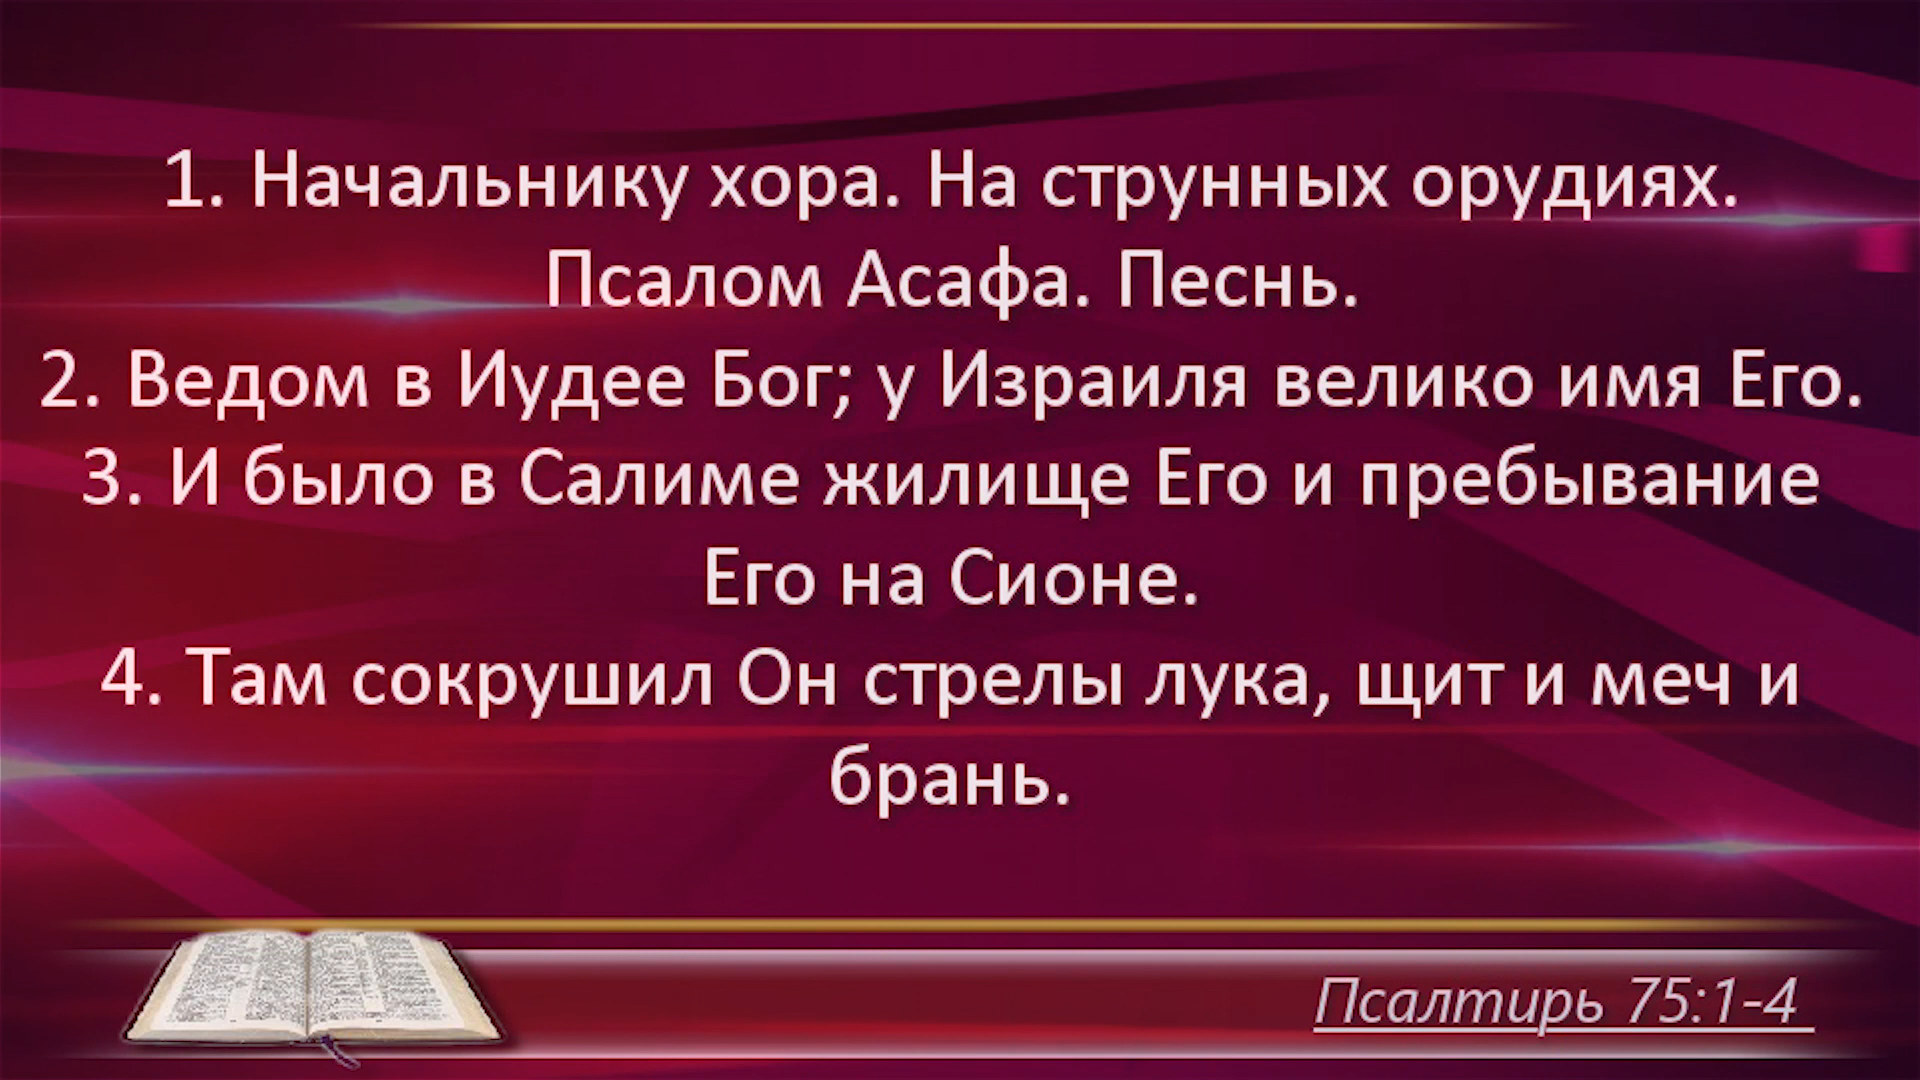 1. Начальнику хора. На струнных орудиях.
Псалом Асафа. Песнь.
2. Ведом в Иудее Бог; у Израиля велико имя Его.
3. И было в Салиме жилище Его и пребывание
Его на Сионе.
4. Там сокрушил Он стрелы лука, щит и меч и
брань.
Псалтирь 75:1-4